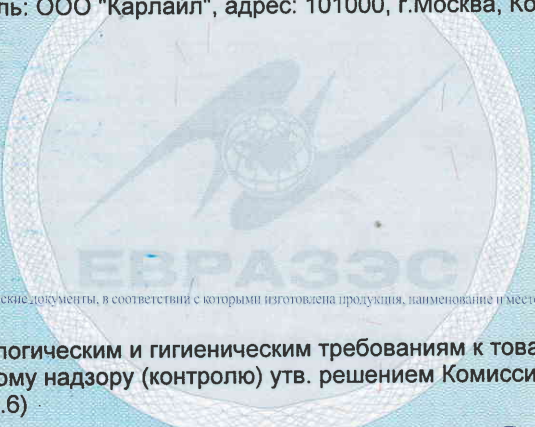 ль: ООО "Карлайл", адрес: 101000, г.Москва, Ко
ЕВРАЗЭС
ские документы, в соответствии с которыми изготовлена продукция, наименование и место
логическим и гигиеническим требованиям к това
ому надзору (контролю) утв. решением Комисси
.6)